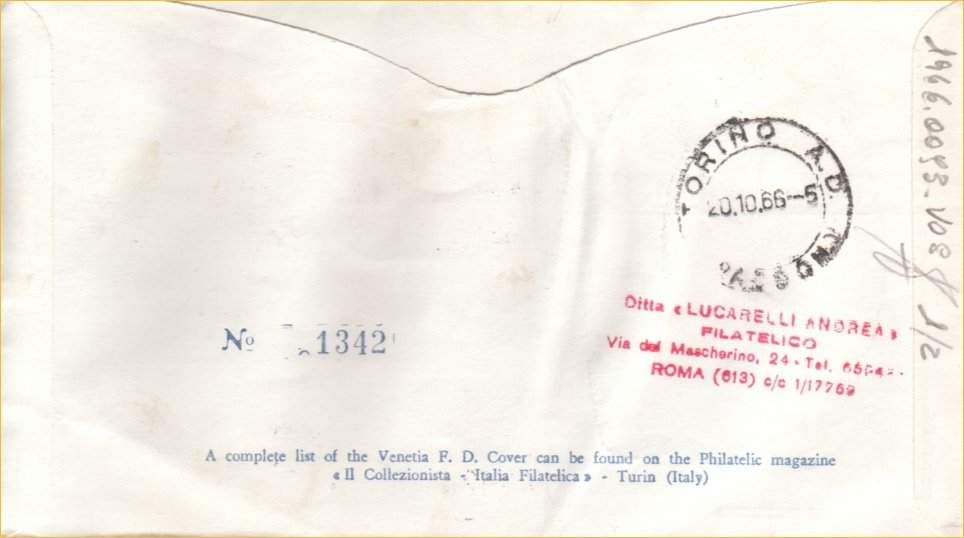 TORINO A.D.
20.10.66--5
Nº 1342
Ditta « LUCARELLI ANDREA »
FILATELICO
Via del Mascherino, 24 - Tel.
ROMA (613) c/c 1/17769
A complete list of the Venetia F. D. Cover can be found on the Philatelic magazine
« Il Collezionista - Italia Filatelica » - Turin (Italy)